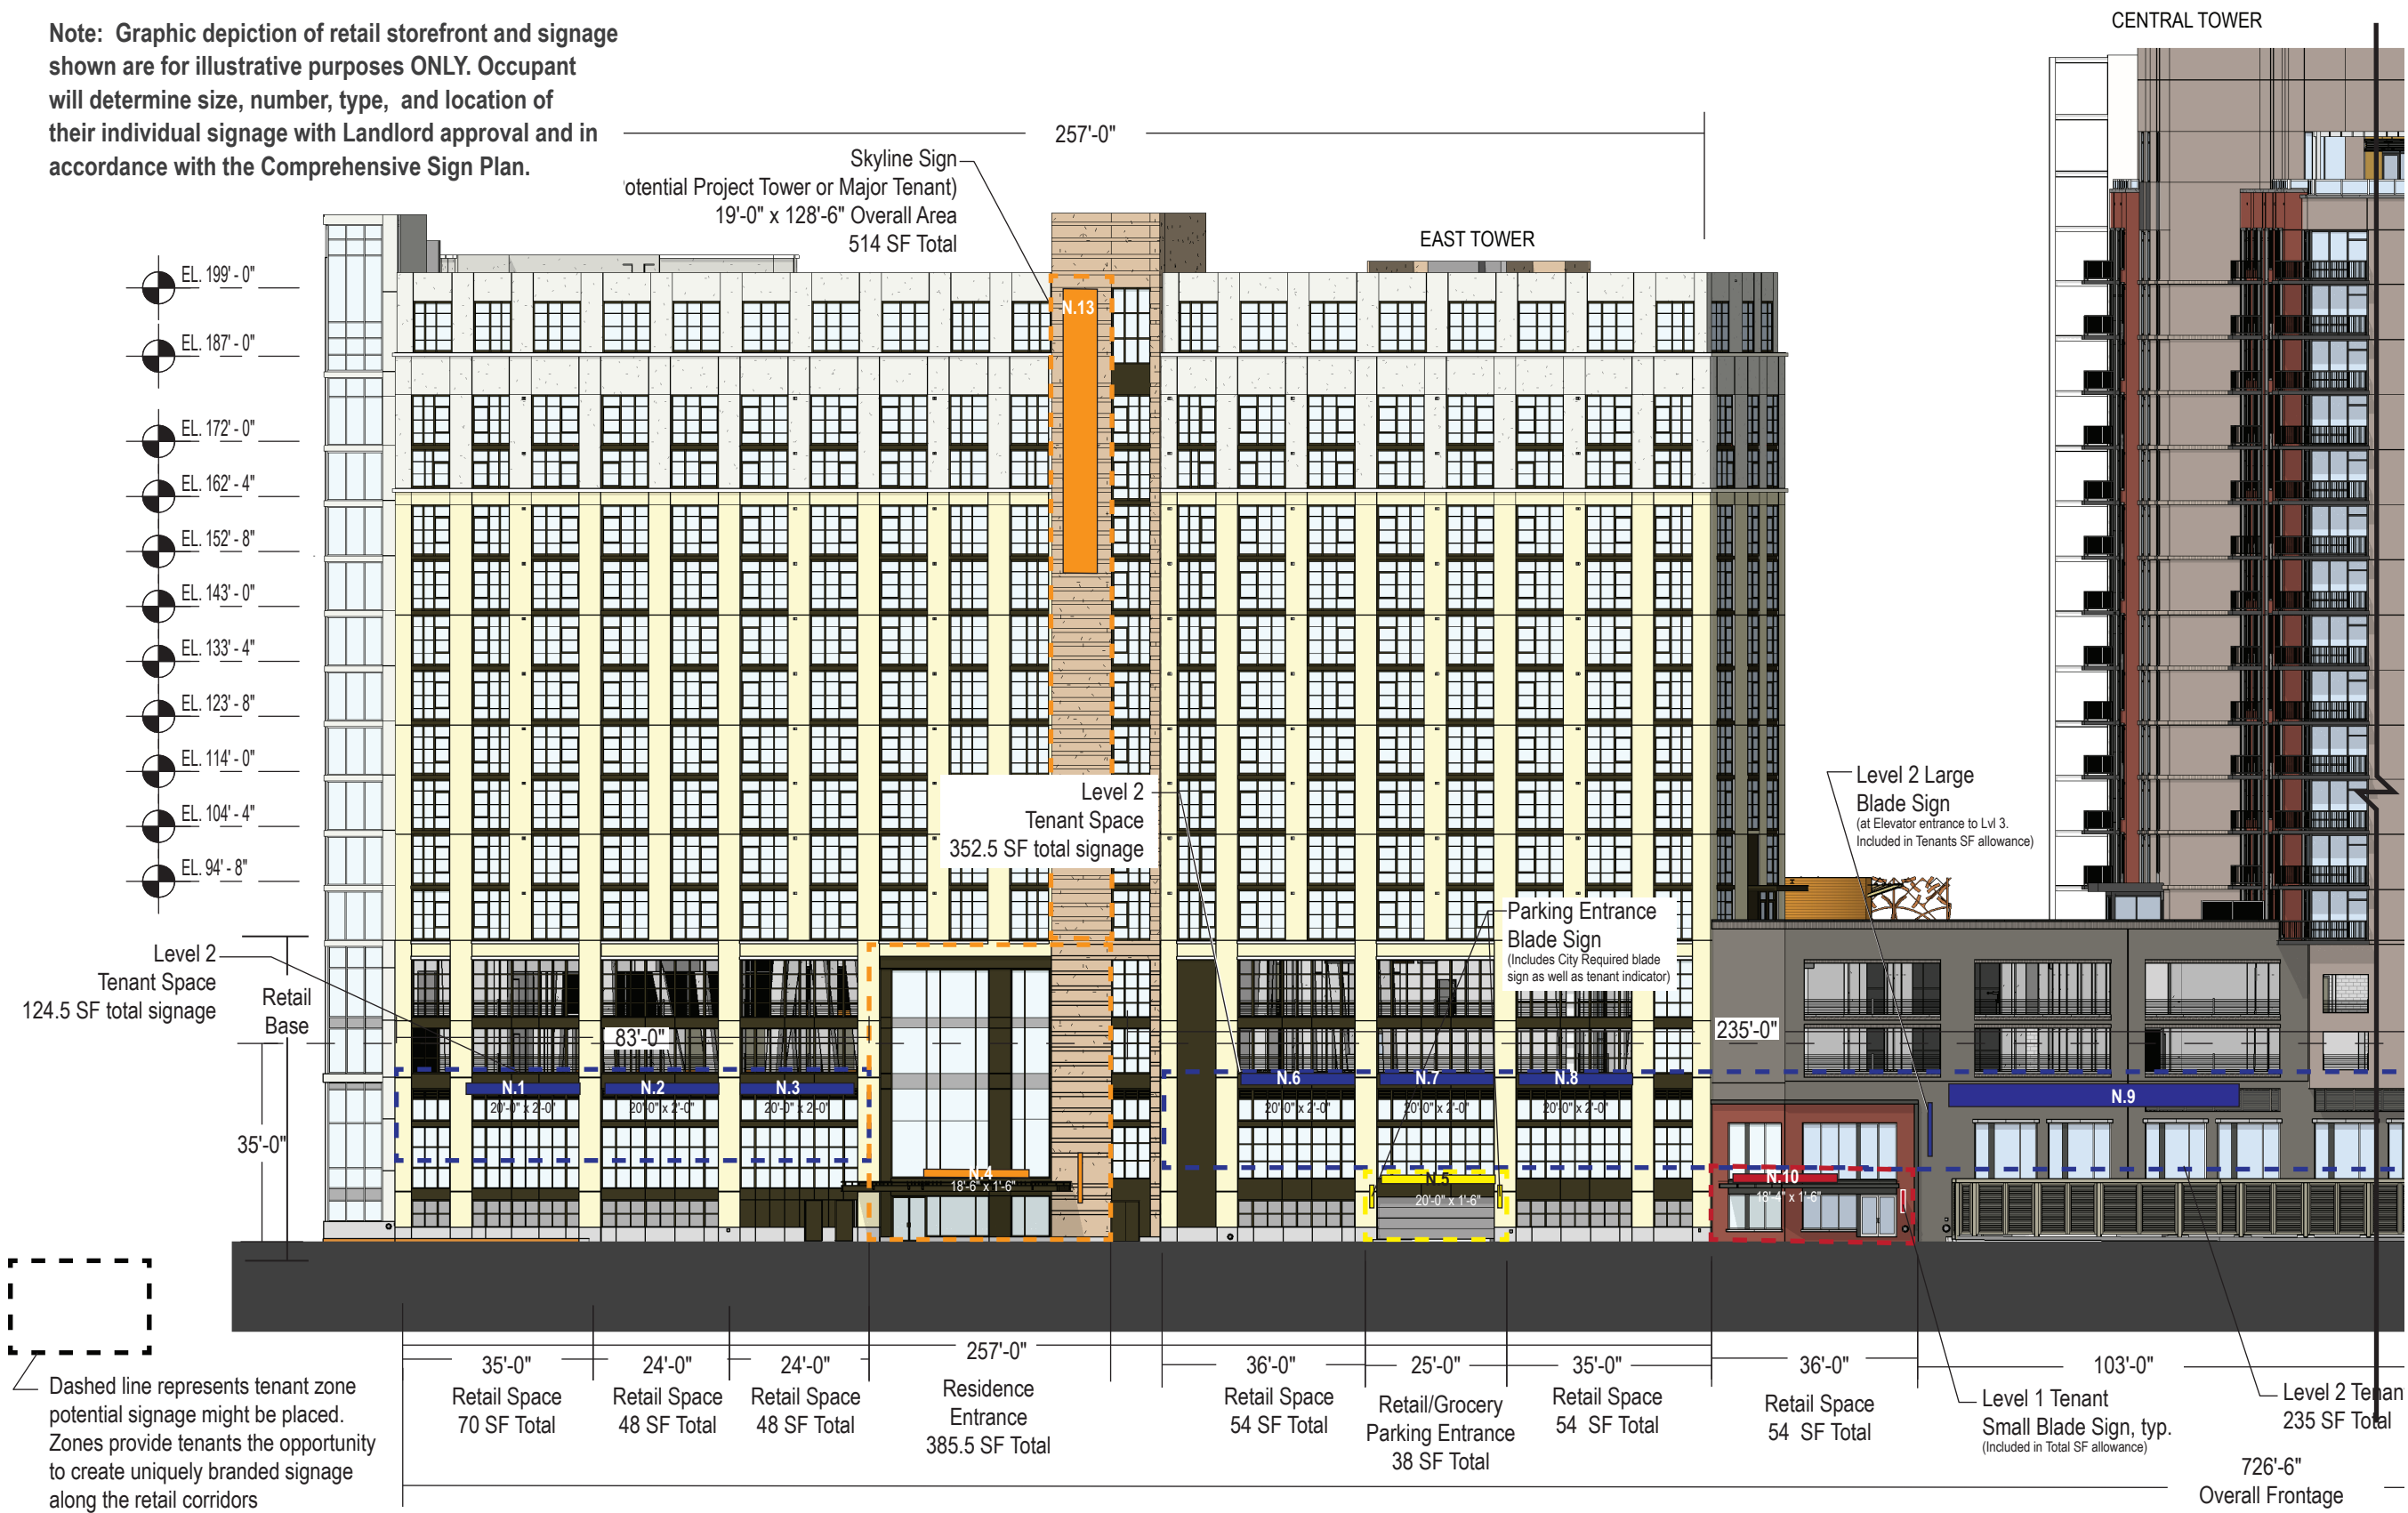 Note: Graphic depiction of retail storefront and signage
shown are for illustrative purposes ONLY. Occupant
will determine size, number, type, and location of
their individual signage with Landlord approval and in
accordance with the Comprehensive Sign Plan.
CENTRAL TOWER
257'-0"
Skyline Sign
otential Project Tower or Major Tenant)
19'-0" x 128'-6" Overall Area
514 SF Total
EAST TOWER
N.13
EL. 199' - 0"
EL. 187' - 0"
EL. 172' - 0"
EL. 162' - 4"
EL. 152' - 8"
EL. 143' - 0"
EL. 133' - 4"
EL. 123' - 8"
EL. 114' - 0"
EL. 104' - 4"
EL. 94' - 8"
Level 2
Tenant Space
352.5 SF total signage
Level 2 Large
Blade Sign
(at Elevator entrance to Lvl 3.
Included in Tenants SF allowance)
Parking Entrance
Blade Sign
(Includes City Required blade
sign as well as tenant indicator)
Level 2
Tenant Space
124.5 SF total signage
Retail
Base
83'-0"
235'-0"
35'-0"
N.1
20'-0" x 2'-0"
N.2
20'-0" x 2'-0"
N.3
20'-0" x 2'-0"
N.6
20'-0" x 2'-0"
N.7
20'-0" x 2'-0"
N.8
20'-0" x 2'-0"
N.9
N.4
18'-6" x 1'-6"
N.5
20'-0" x 1'-6"
N.10
18'-4" x 1'-6"
Dashed line represents tenant zone
potential signage might be placed.
Zones provide tenants the opportunity
to create uniquely branded signage
along the retail corridors
35'-0"
Retail Space
70 SF Total
24'-0"
Retail Space
48 SF Total
24'-0"
Retail Space
48 SF Total
257'-0"
Residence
Entrance
385.5 SF Total
36'-0"
Retail Space
54 SF Total
25'-0"
Retail/Grocery
Parking Entrance
38 SF Total
35'-0"
Retail Space
54 SF Total
36'-0"
Retail Space
54 SF Total
103'-0"
Level 1 Tenant
Small Blade Sign, typ.
(Included in Total SF allowance)
Level 2 Tenan
235 SF Total
726'-6"
Overall Frontage